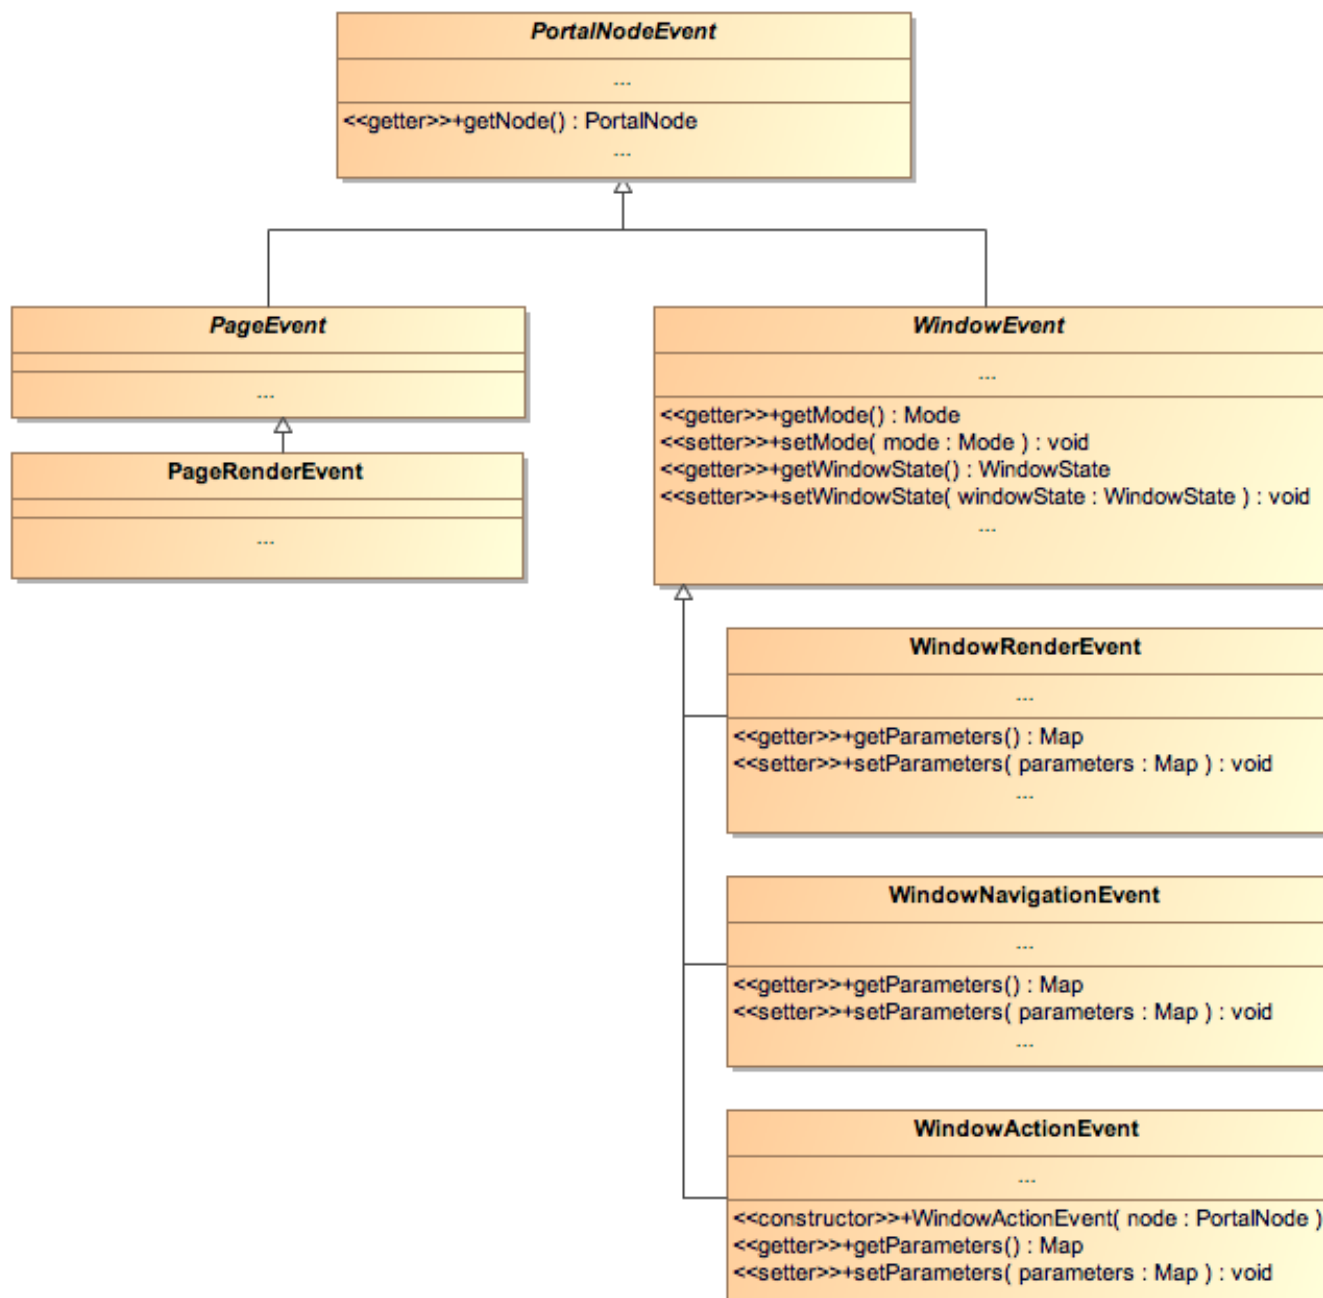 PortalNodeEvent
...
<<getter>>+getNode() : PortalNode
...
PageEvent
...
PageRenderEvent
...
WindowEvent
...
<<getter>>+getMode() : Mode
<<setter>>+setMode( mode : Mode ) : void
<<getter>>+getWindowState() : WindowState
<<setter>>+setWindowState( windowState : WindowState ) : void
...
WindowRenderEvent
...
<<getter>>+getParameters() : Map
<<setter>>+setParameters( parameters : Map ) : void
...
WindowNavigationEvent
...
<<getter>>+getParameters() : Map
<<setter>>+setParameters( parameters : Map ) : void
...
WindowActionEvent
...
<<constructor>>+WindowActionEvent( node : PortalNode )
<<getter>>+getParameters() : Map
<<setter>>+setParameters( parameters : Map ) : void